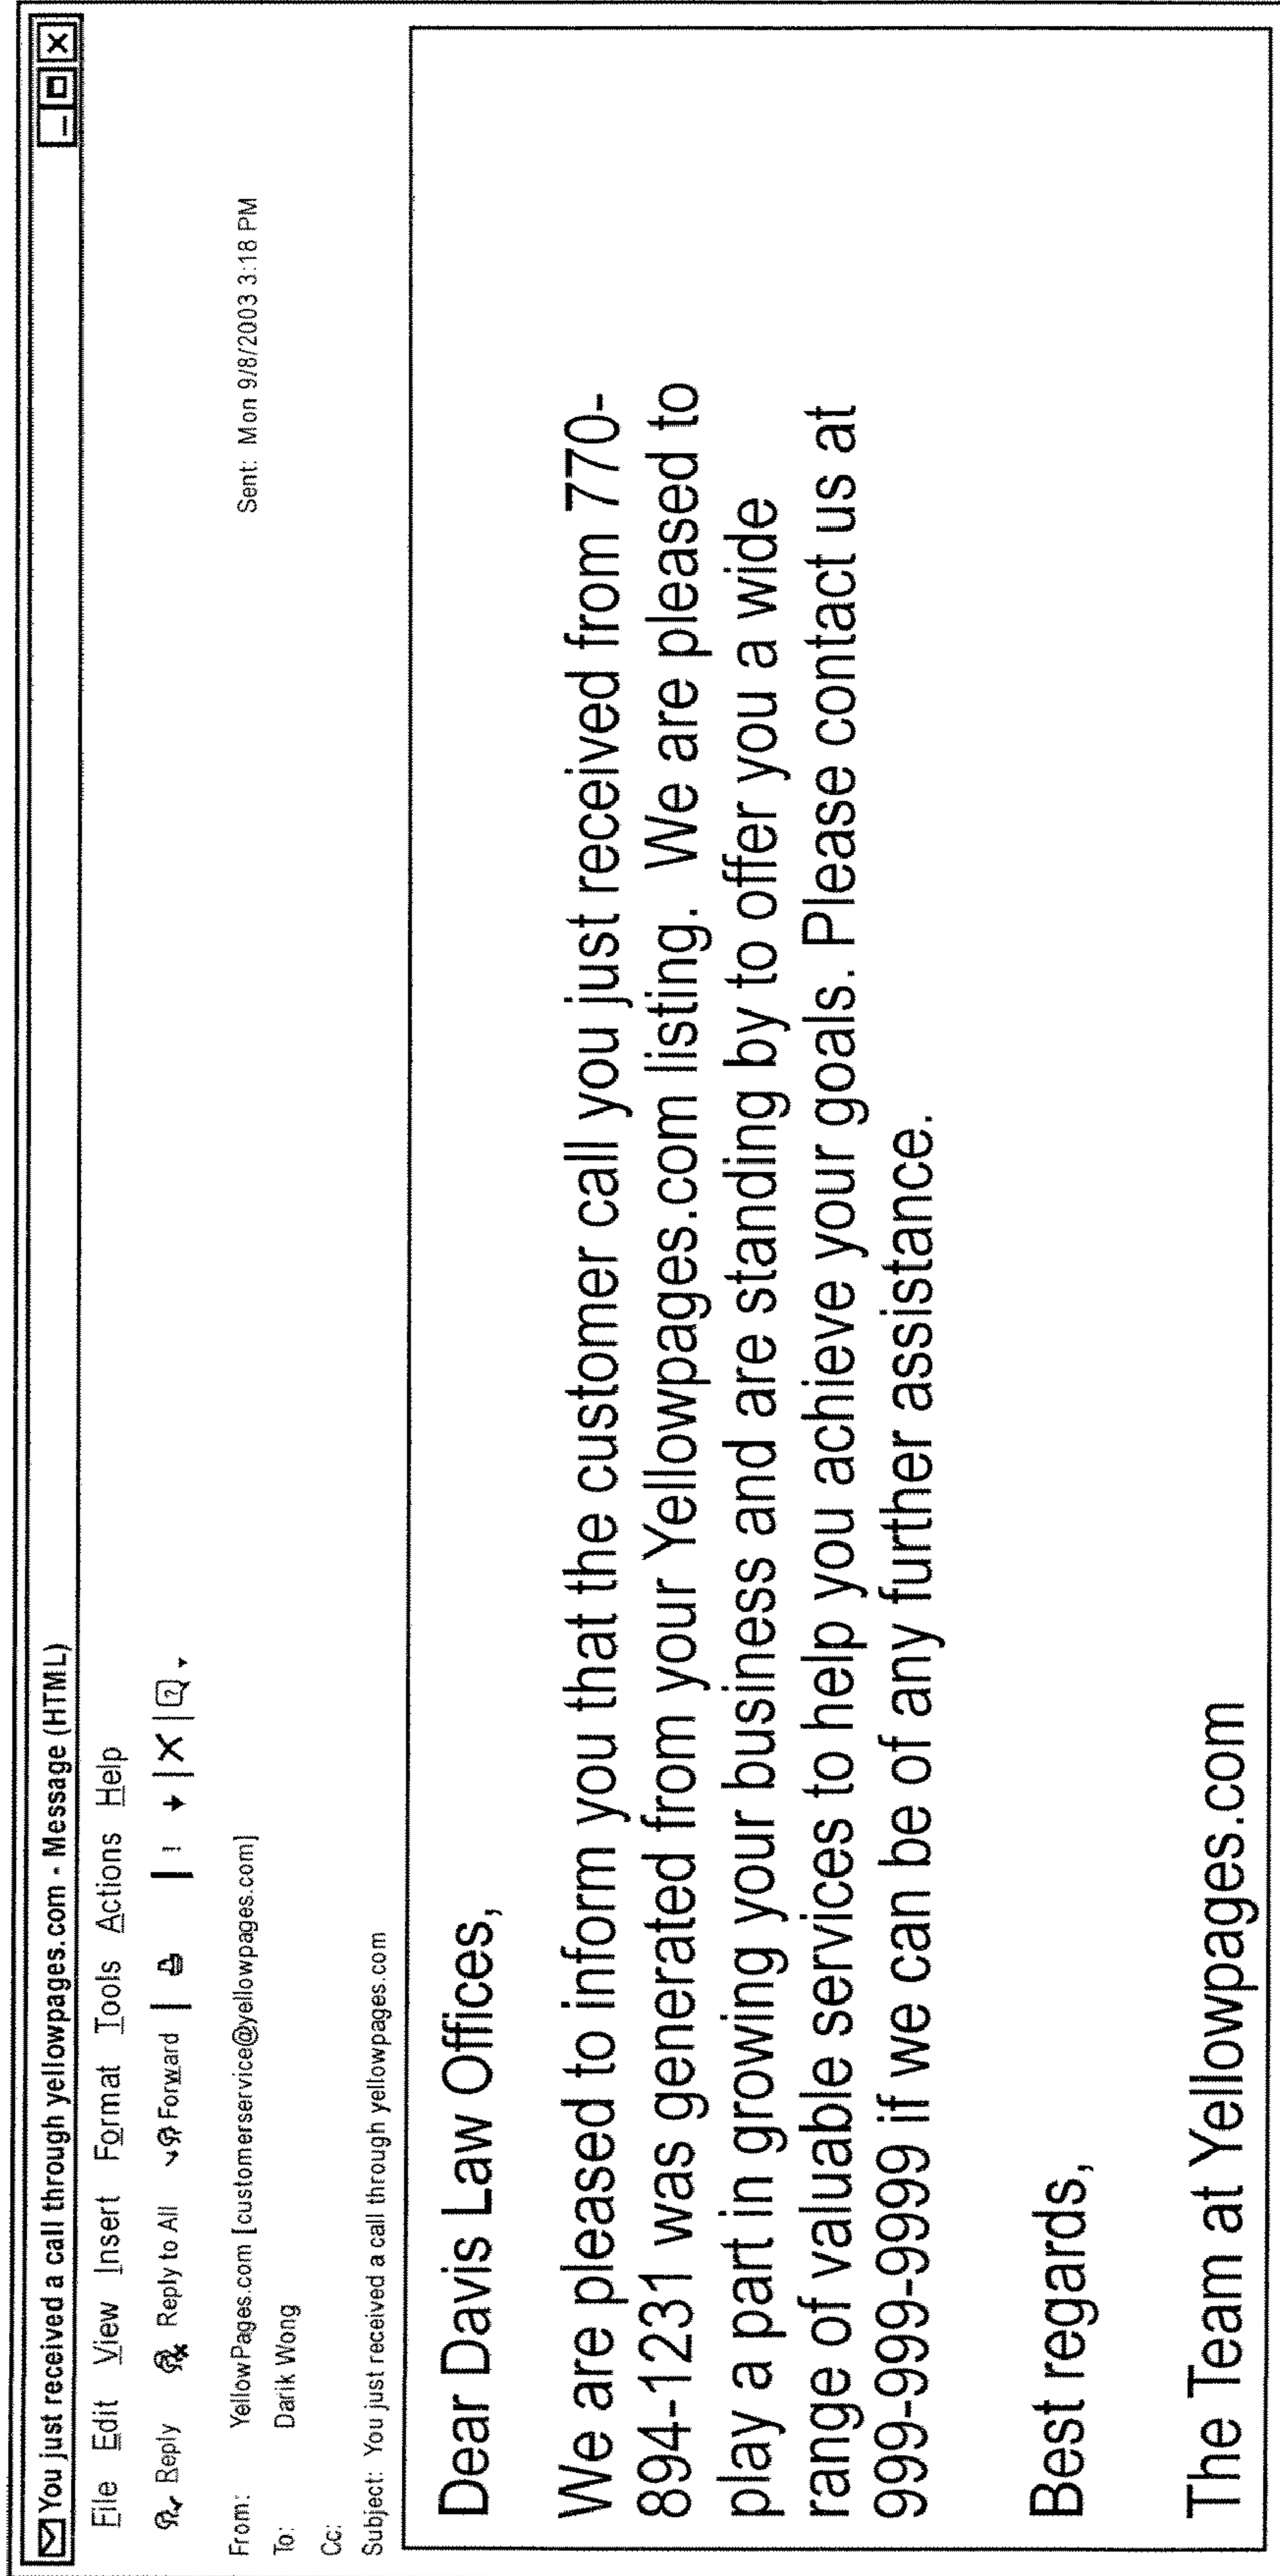 You just received a call through yellowpages.com - Message (HTML)
File Edit View Insert Format Tools Actions Help
Reply Reply to All Forward
From: YellowPages.com [customerservice@yellowpages.com]
Sent: Mon 9/8/2003 3:18 PM
To: Darik Wong
Cc:
Subject: You just received a call through yellowpages.com
Dear Davis Law Offices,
We are pleased to inform you that the customer call you just received from 770-
894-1231 was generated from your Yellowpages.com listing. We are pleased to
play a part in growing your business and are standing by to offer you a wide
range of valuable services to help you achieve your goals. Please contact us at
999-999-9999 if we can be of any further assistance.
Best regards,
The Team at Yellowpages.com